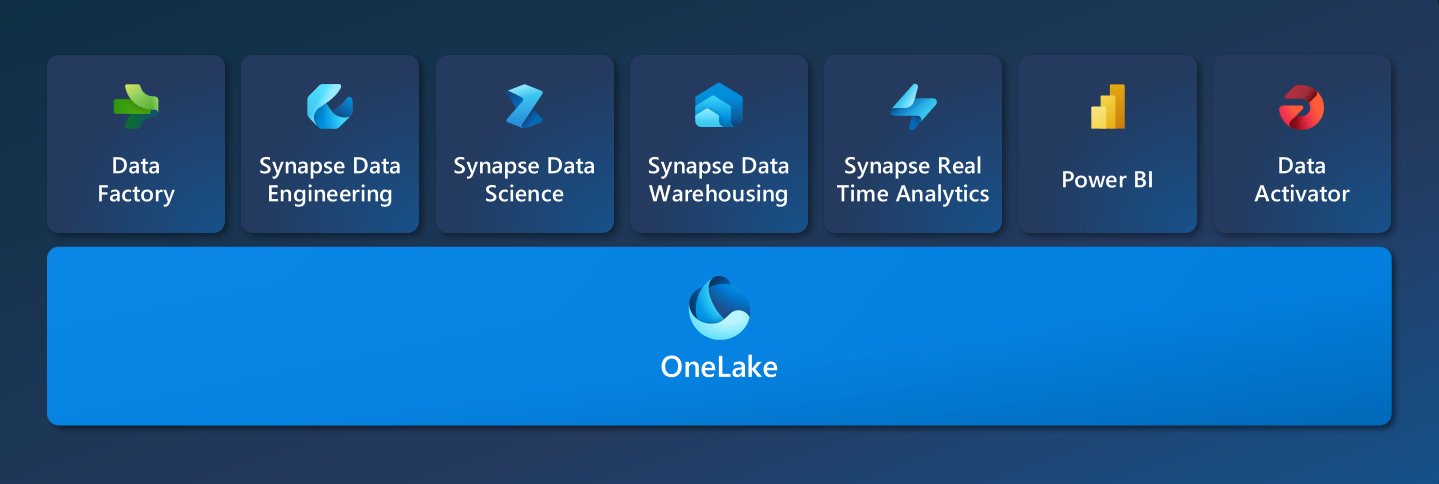 Data
Factory
Synapse Data
Engineering
Synapse Data
Science
Synapse Data
Warehousing
Synapse Real
Time Analytics
Power BI
Data
Activator
OneLake